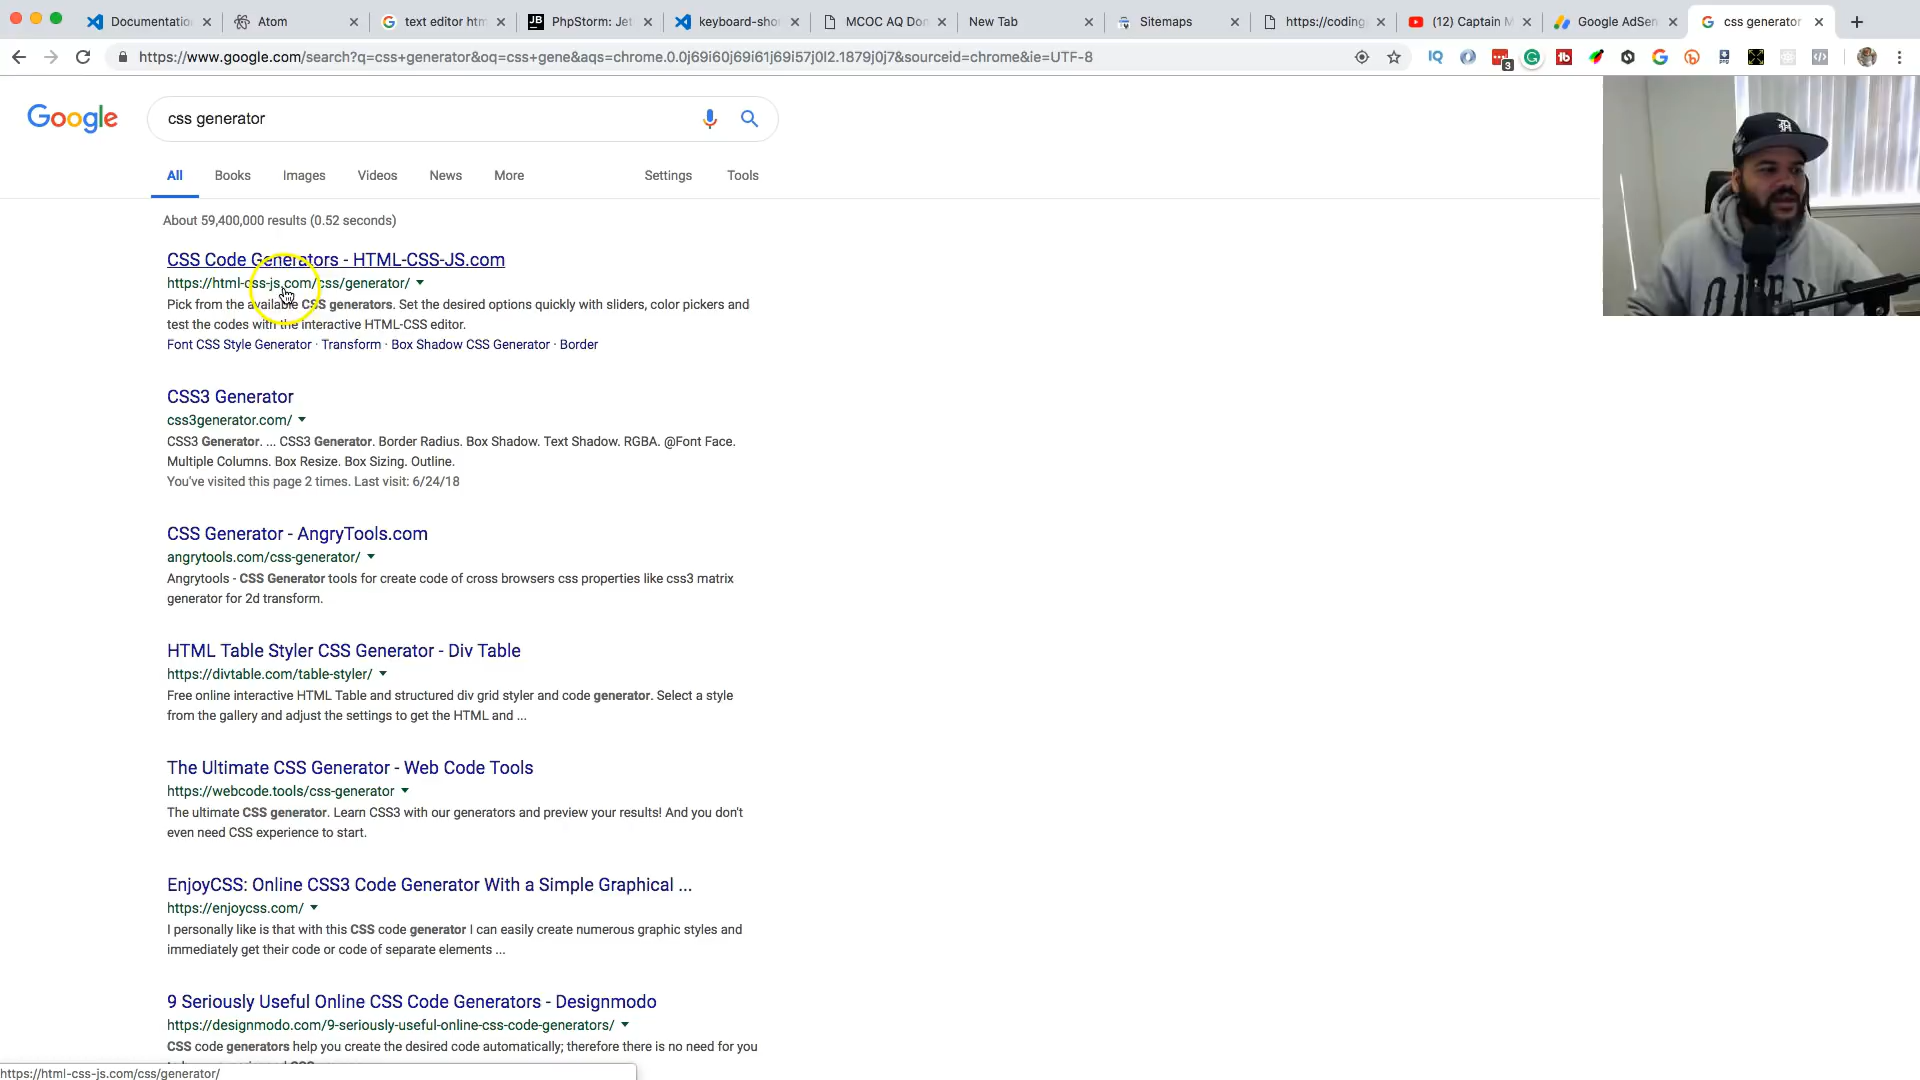 Documentation
Atom
text editor htm
PhpStorm: Jet
keyboard-sho
MCOC AQ Don
New Tab
Sitemaps
https://coding
(12) Captain M
Google AdSen
css generator
https://www.google.com/search?q=css+generator&oq=css+gene&aqs=chrome.0.0j69i60j69i61j69i57j0l2.1879j0j7&sourceid=chrome&ie=UTF-8
Google
css generator
All Books Images Videos News More Settings Tools
About 59,400,000 results (0.52 seconds)
CSS Code Generators - HTML-CSS-JS.com
https://html-css-js.com/css/generator/
Pick from the available CSS generators. Set the desired options quickly with sliders, color pickers and
test the codes with the interactive HTML-CSS editor.
Font CSS Style Generator · Transform · Box Shadow CSS Generator · Border
CSS3 Generator
css3generator.com/
CSS3 Generator. ... CSS3 Generator. Border Radius. Box Shadow. Text Shadow. RGBA. @Font Face.
Multiple Columns. Box Resize. Box Sizing. Outline.
You've visited this page 2 times. Last visit: 6/24/18
CSS Generator - AngryTools.com
angrytools.com/css-generator/
Angrytools - CSS Generator tools for create code of cross browsers css properties like css3 matrix
generator for 2d transform.
HTML Table Styler CSS Generator - Div Table
https://divtable.com/table-styler/
Free online interactive HTML Table and structured div grid styler and code generator. Select a style
from the gallery and adjust the settings to get the HTML and ...
The Ultimate CSS Generator - Web Code Tools
https://webcode.tools/css-generator
The ultimate CSS generator. Learn CSS3 with our generators and preview your results! And you don't
even need CSS experience to start.
EnjoyCSS: Online CSS3 Code Generator With a Simple Graphical ...
https://enjoycss.com/
I personally like is that with this CSS code generator I can easily create numerous graphic styles and
immediately get their code or code of separate elements ...
9 Seriously Useful Online CSS Code Generators - Designmodo
https://designmodo.com/9-seriously-useful-online-css-code-generators/
CSS code generators help you create the desired code automatically; therefore there is no need for you
https://html-css-js.com/css/generator/